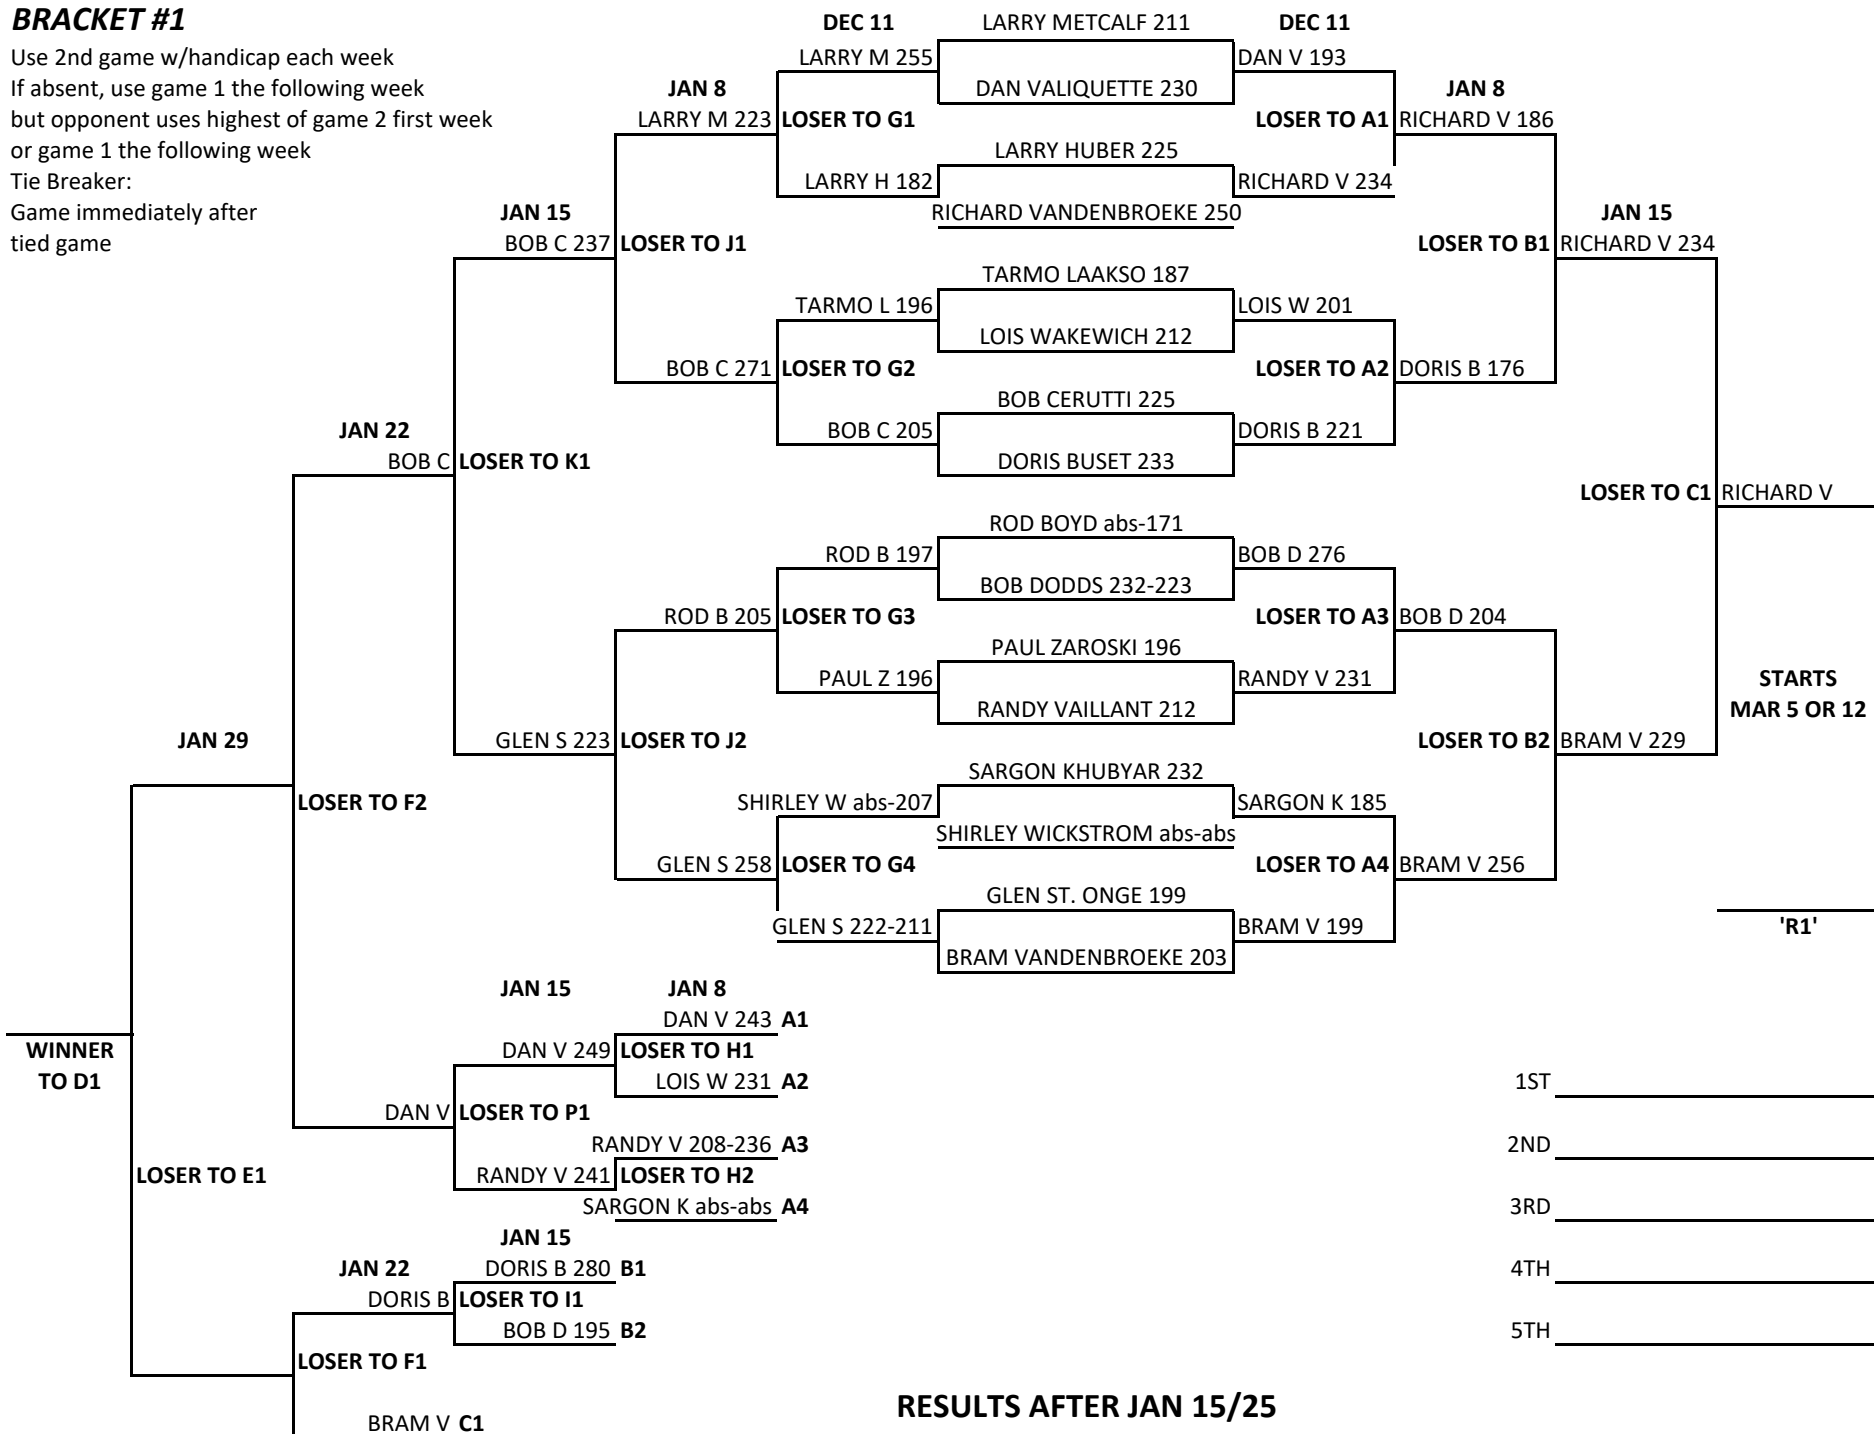 BRACKET #1
Use 2nd game w/handicap each week
If absent, use game 1 the following week
but opponent uses highest of game 2 first week
or game 1 the following week
Tie Breaker:
Game immediately after
tied game
DEC 11
LARRY METCALF 211
DEC 11
LARRY M 255
DAN V 193
JAN 8
DAN VALIQUETTE 230
JAN 8
LARRY M 223
LOSER TO G1
LOSER TO A1
RICHARD V 186
LARRY HUBER 225
LARRY H 182
RICHARD V 234
JAN 15
RICHARD VANDENBROEKE 250
JAN 15
BOB C 237
LOSER TO J1
LOSER TO B1
RICHARD V 234
TARMO LAAKSO 187
TARMO L 196
LOIS W 201
LOIS WAKEWICH 212
BOB C 271
LOSER TO G2
LOSER TO A2
DORIS B 176
BOB CERUTTI 225
JAN 22
BOB C 205
DORIS B 221
BOB C
LOSER TO K1
DORIS BUSET 233
LOSER TO C1
RICHARD V
ROD BOYD abs-171
ROD B 197
BOB D 276
BOB DODDS 232-223
ROD B 205
LOSER TO G3
LOSER TO A3
BOB D 204
PAUL ZAROSKI 196
PAUL Z 196
RANDY V 231
STARTS
MAR 5 OR 12
RANDY VAILLANT 212
JAN 29
GLEN S 223
LOSER TO J2
LOSER TO B2
BRAM V 229
SARGON KHUBYAR 232
LOSER TO F2
SHIRLEY W abs-207
SARGON K 185
SHIRLEY WICKSTROM abs-abs
GLEN S 258
LOSER TO G4
LOSER TO A4
BRAM V 256
GLEN ST. ONGE 199
GLEN S 222-211
BRAM V 199
'R1'
BRAM VANDENBROEKE 203
JAN 15
JAN 8
DAN V 243 A1
WINNER
TO D1
DAN V 249
LOSER TO H1
LOIS W 231 A2
1ST
DAN V
LOSER TO P1
RANDY V 208-236 A3
2ND
LOSER TO E1
RANDY V 241
LOSER TO H2
SARGON K abs-abs A4
3RD
JAN 15
JAN 22
DORIS B 280 B1
4TH
DORIS B
LOSER TO I1
BOB D 195 B2
5TH
LOSER TO F1
RESULTS AFTER JAN 15/25
BRAM V C1